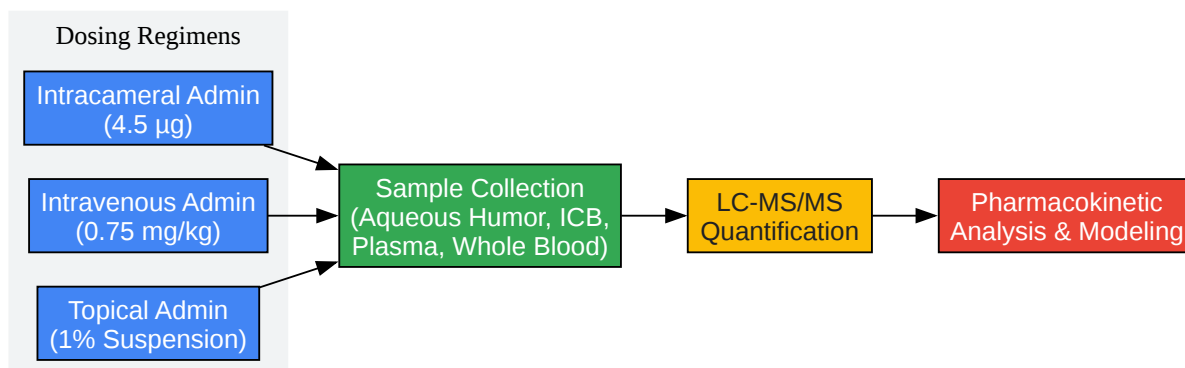 Dosing Regimens
Intracameral Admin
(4.5 µg)
Intravenous Admin
(0.75 mg/kg)
Topical Admin
(1% Suspension)
Sample Collection
(Aqueous Humor, ICB,
Plasma, Whole Blood)
LC-MS/MS
Quantification
Pharmacokinetic
Analysis & Modeling